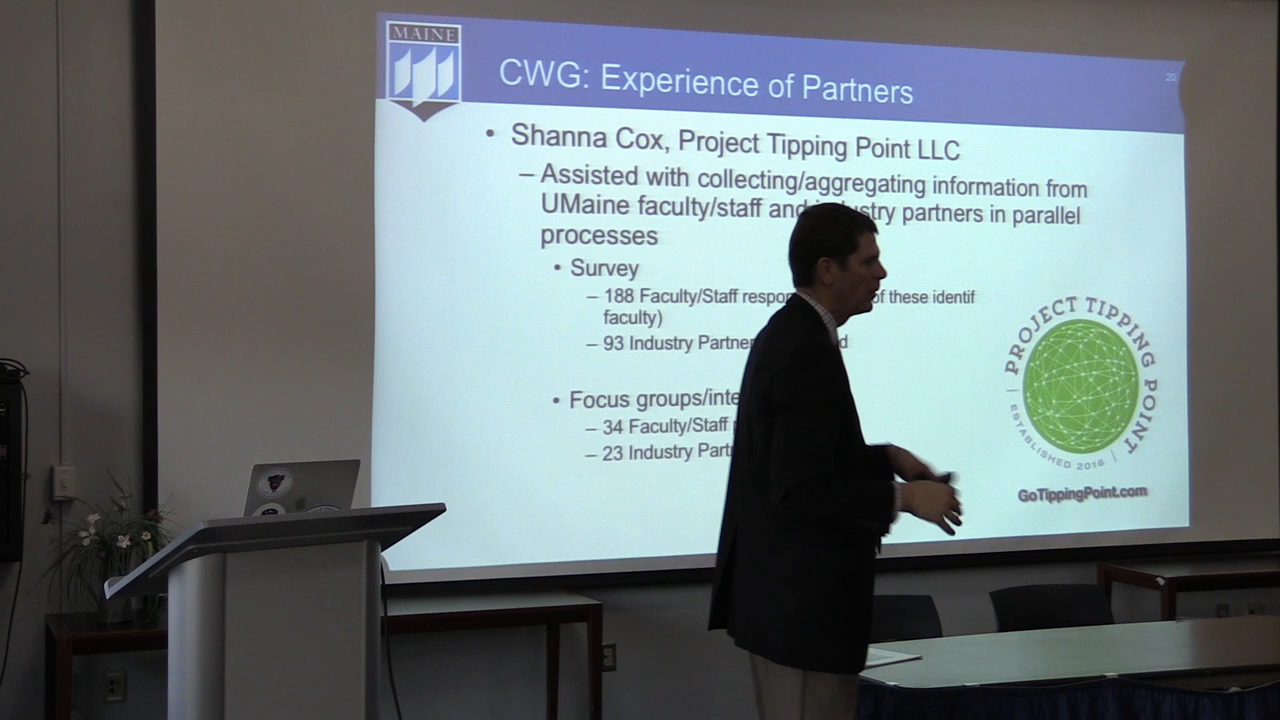 MAINE
CWG: Experience of Partners
20
• Shanna Cox, Project Tipping Point LLC
– Assisted with collecting/aggregating information from
UMaine faculty/staff and industry partners in parallel
processes
• Survey
– 188 Faculty/Staff of these
faculty)
– 93 Industry
• Focus
– 34 Faculty/Staff
– 23 Industry
PROJECT TIPPING POINT
ESTABLISHED 2016
GoTippingPoint.com